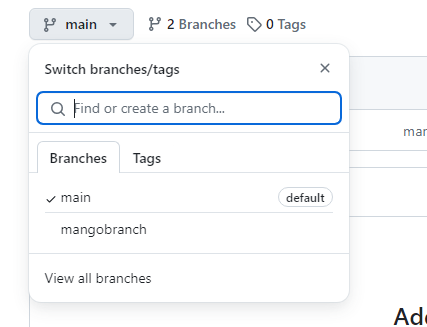 main 2 Branches 0 Tags
Switch branches/tags
Find or create a branch...
Branches Tags
main default
mangobranch
View all branches